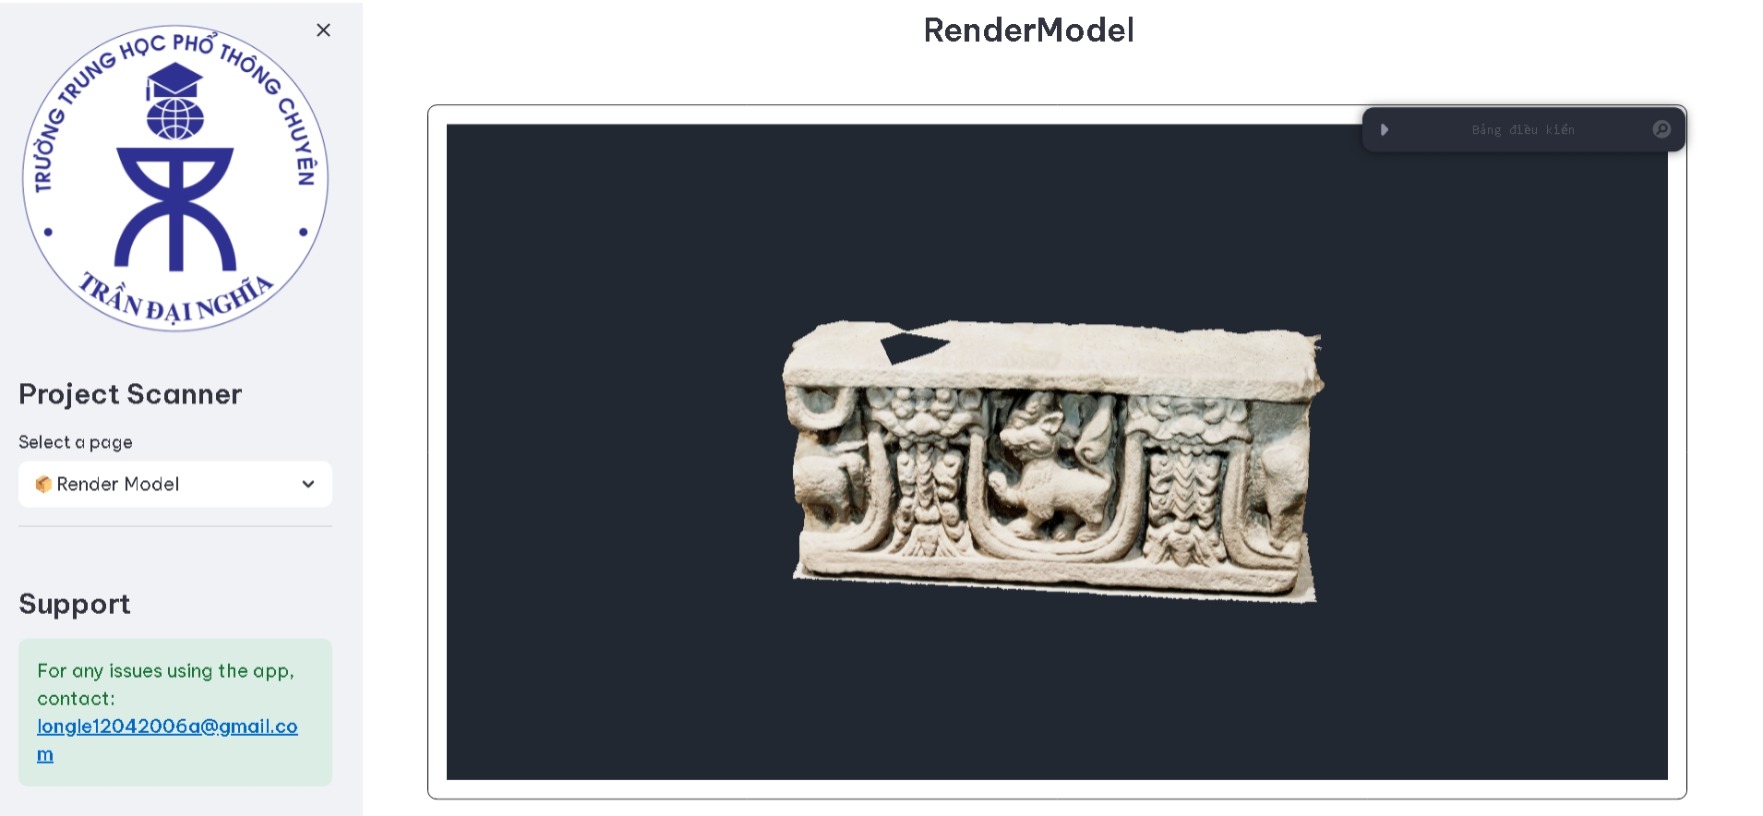 TRƯỜNG TRUNG HỌC PHỔ THÔNG CHUYÊN
TRẦN ĐẠI NGHĨA
Project Scanner
Select a page
Render Model
Support
For any issues using the app,
contact:
longle12042006a@gmail.co
m
RenderModel
Bảng điều kiển